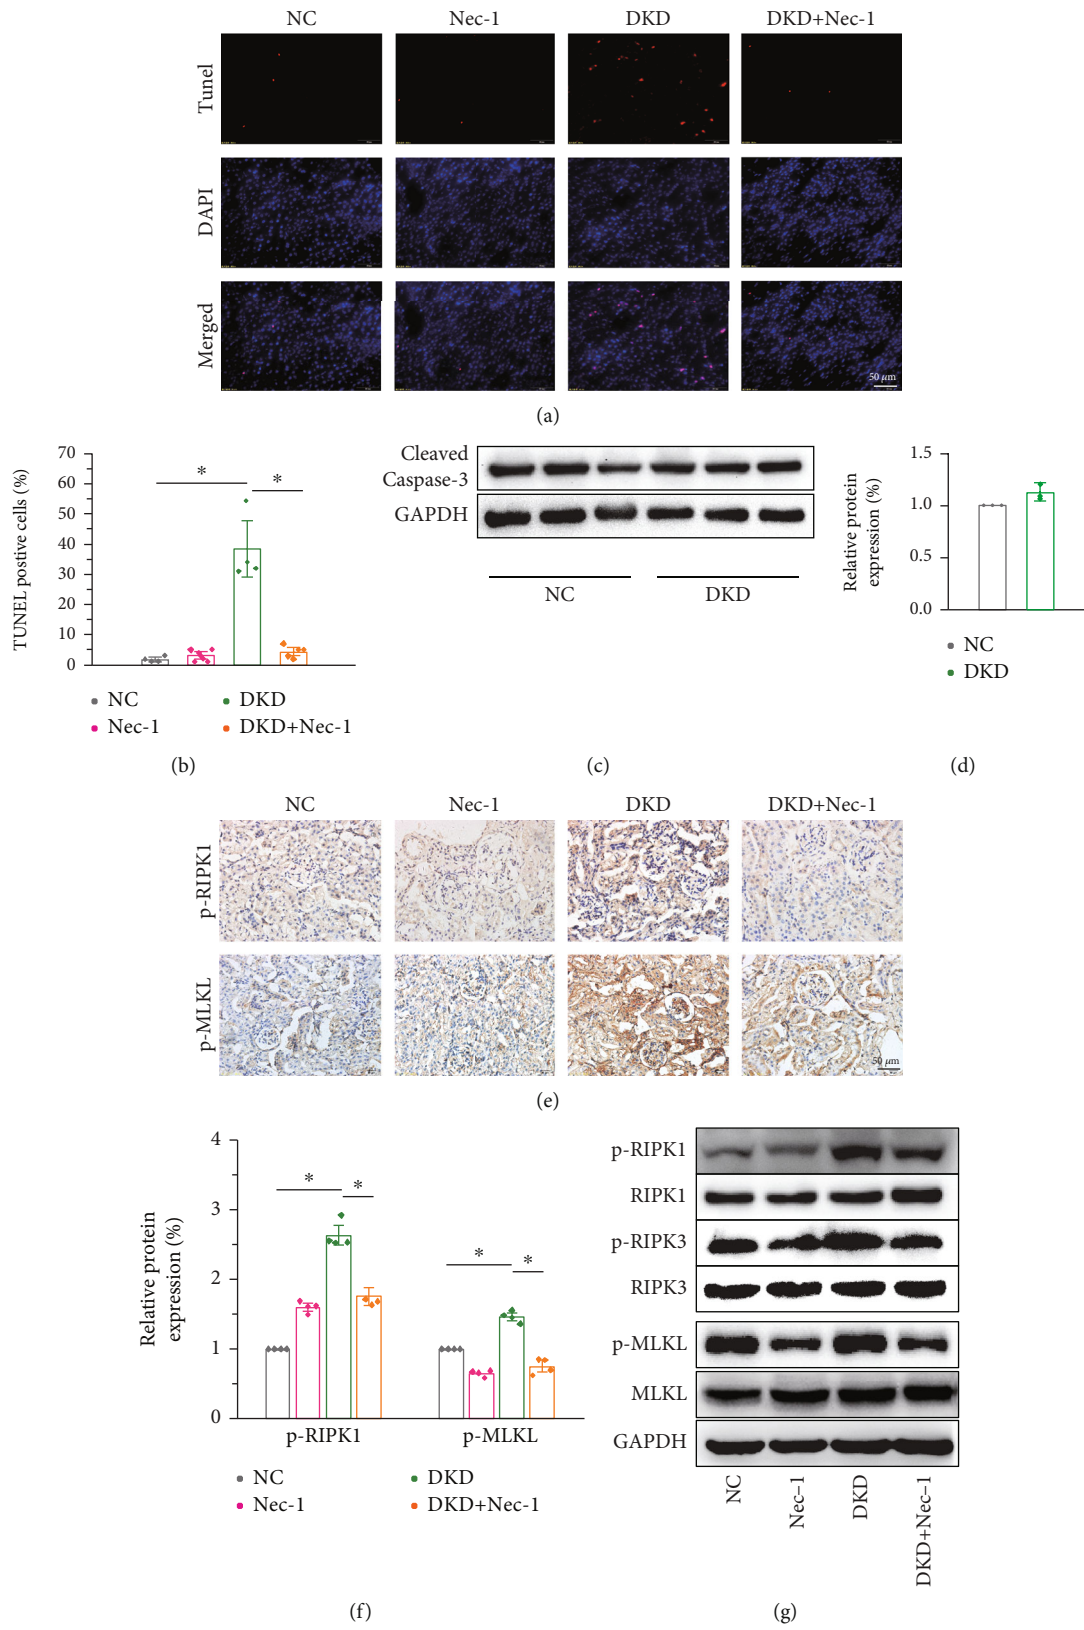 NC Nec-1 DKD DKD+Nec-1
Tunel
DAPI
Merged
50 μm
(a)
TUNEL postive cells (%)
70
60
50
40
30
20
10
0
* *
NC DKD
Nec-1 DKD+Nec-1
(b)
Cleaved
Caspase-3
GAPDH
NC DKD
(c)
Relative protein
expression (%)
1.5
1.0
0.5
0.0
NC
DKD
(d)
NC Nec-1 DKD DKD+Nec-1
p-RIPK1
p-MLKL
50 μm
(e)
Relative protein
expression (%)
4
3
2
1
0
* * * *
p-RIPK1 p-MLKL
NC DKD
Nec-1 DKD+Nec-1
(f)
p-RIPK1
RIPK1
p-RIPK3
RIPK3
p-MLKL
MLKL
GAPDH
NC Nec–1 DKD DKD+Nec–1
(g)